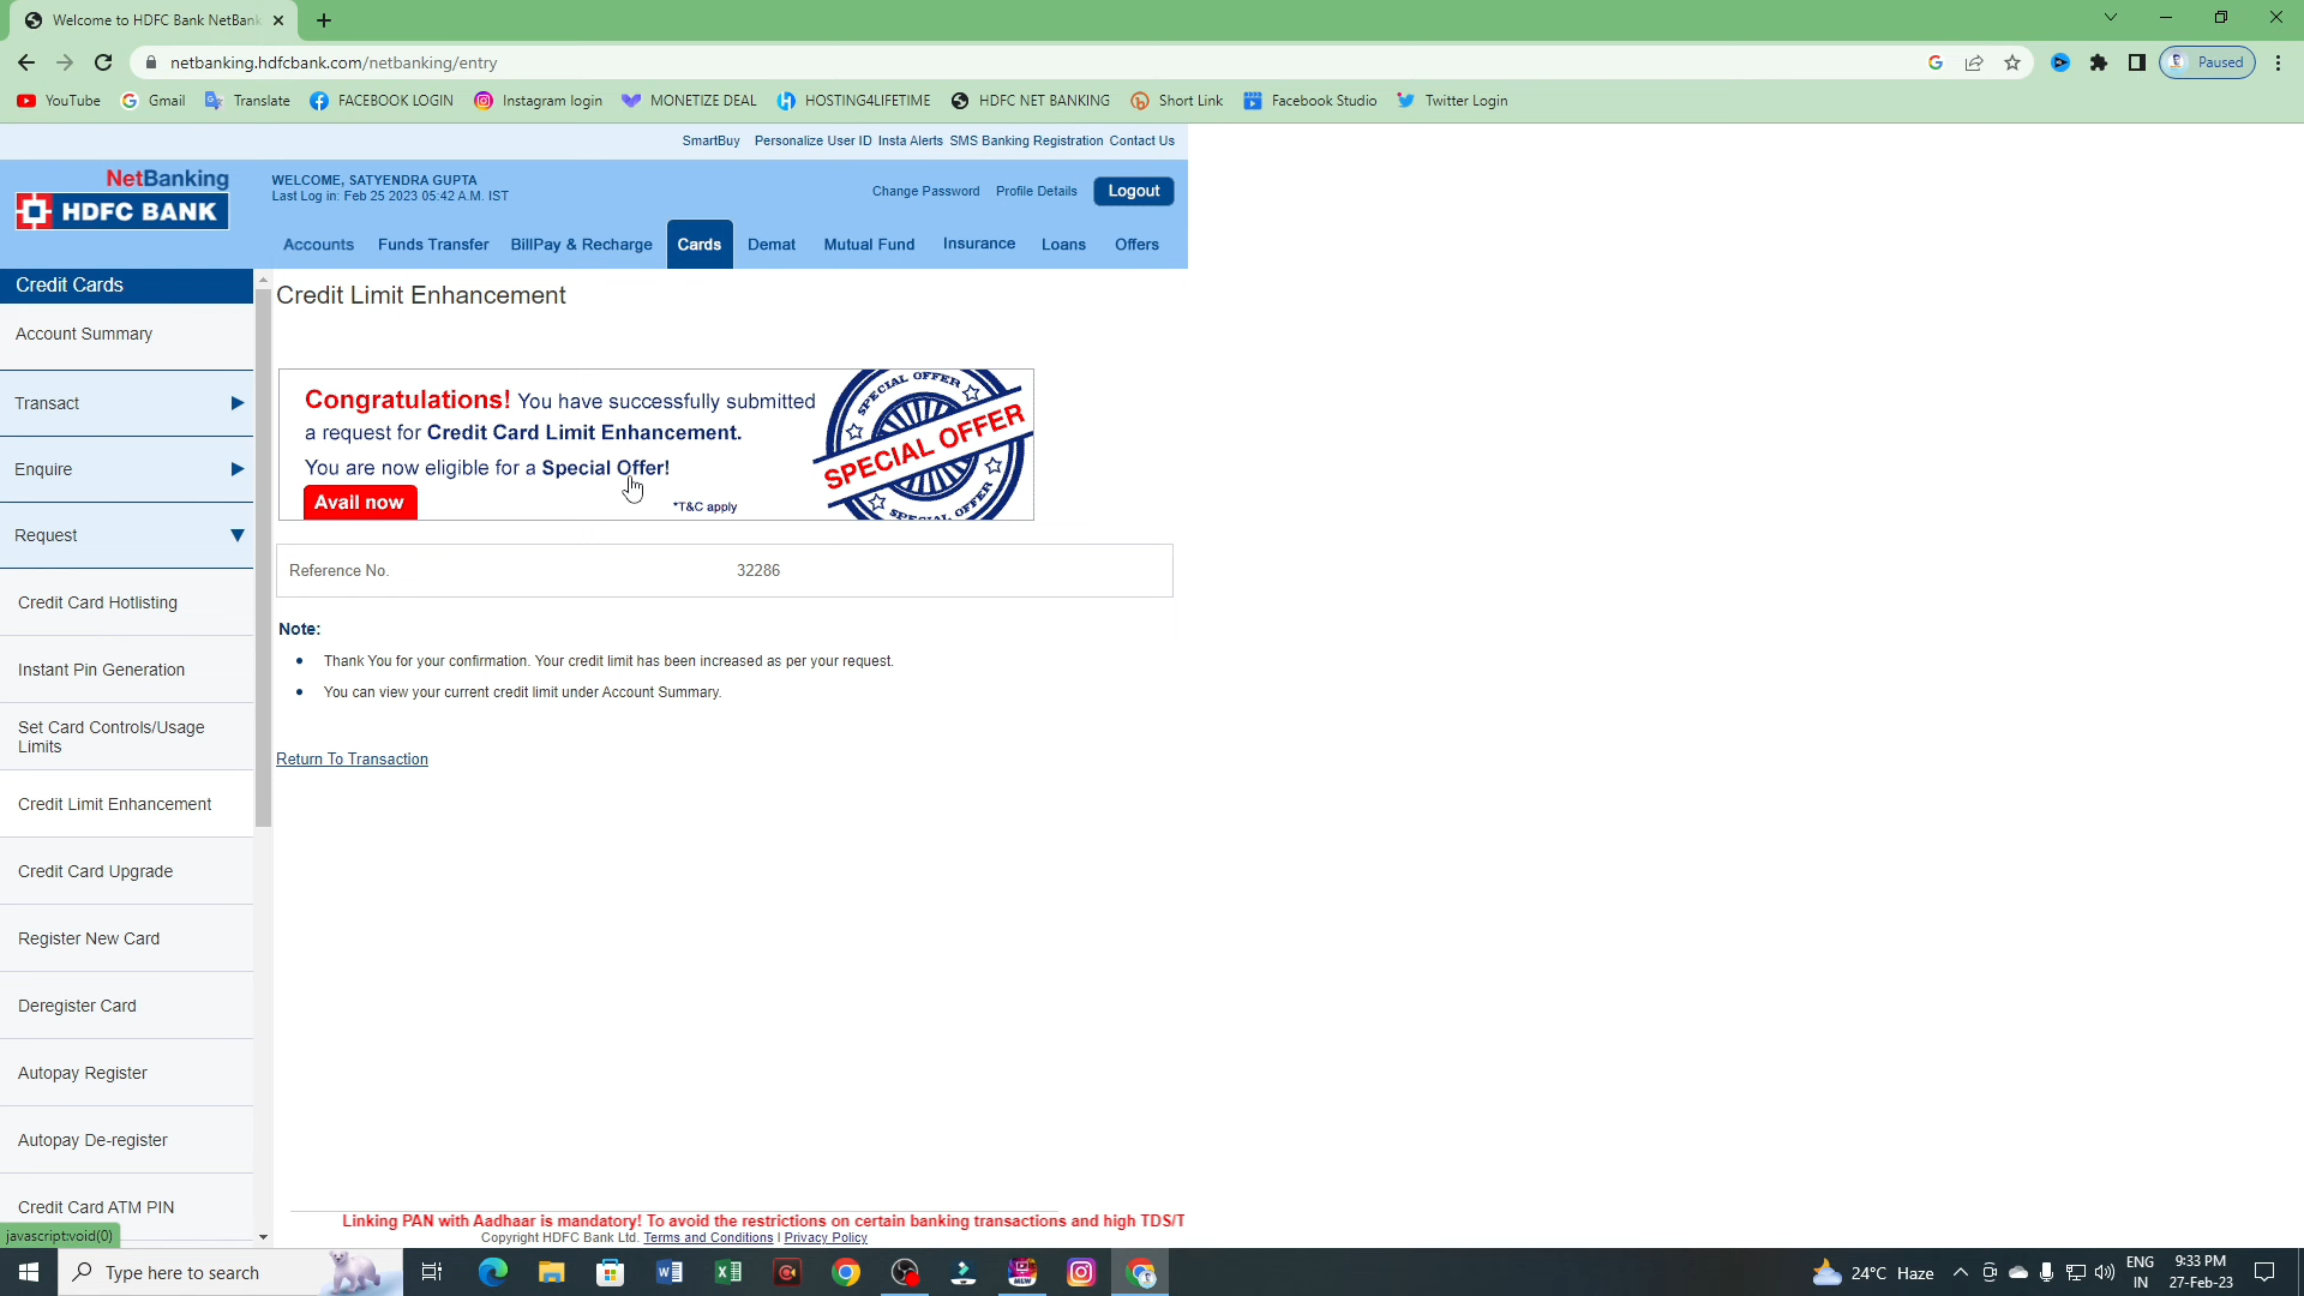 Welcome to HDFC Bank NetBank
netbanking.hdfcbank.com/netbanking/entry
Paused
YouTube Gmail Translate FACEBOOK LOGIN Instagram login MONETIZE DEAL HOSTING4LIFETIME HDFC NET BANKING Short Link Facebook Studio Twitter Login
SmartBuy Personalize User ID Insta Alerts SMS Banking Registration Contact Us
NetBanking
HDFC BANK
WELCOME, SATYENDRA GUPTA
Last Log in: Feb 25 2023 05:42 A.M. IST
Change Password Profile Details Logout
Accounts Funds Transfer BillPay & Recharge Cards Demat Mutual Fund Insurance Loans Offers
Credit Cards
Account Summary
Transact
Enquire
Request
Credit Card Hotlisting
Instant Pin Generation
Set Card Controls/Usage
Limits
Credit Limit Enhancement
Credit Card Upgrade
Register New Card
Deregister Card
Autopay Register
Autopay De-register
Credit Card ATM PIN
javascript:void(0)
Credit Limit Enhancement
Congratulations! You have successfully submitted
a request for Credit Card Limit Enhancement.
You are now eligible for a Special Offer!
Avail now
*T&C apply
SPECIAL OFFER
SPECIAL OFFER
SPECIAL OFFER
Reference No. 32286
Note:
Thank You for your confirmation. Your credit limit has been increased as per your request.
You can view your current credit limit under Account Summary.
Return To Transaction
Linking PAN with Aadhaar is mandatory! To avoid the restrictions on certain banking transactions and high TDS/T
Copyright HDFC Bank Ltd. Terms and Conditions | Privacy Policy
Type here to search
24°C Haze
ENG
IN
9:33 PM
27-Feb-23